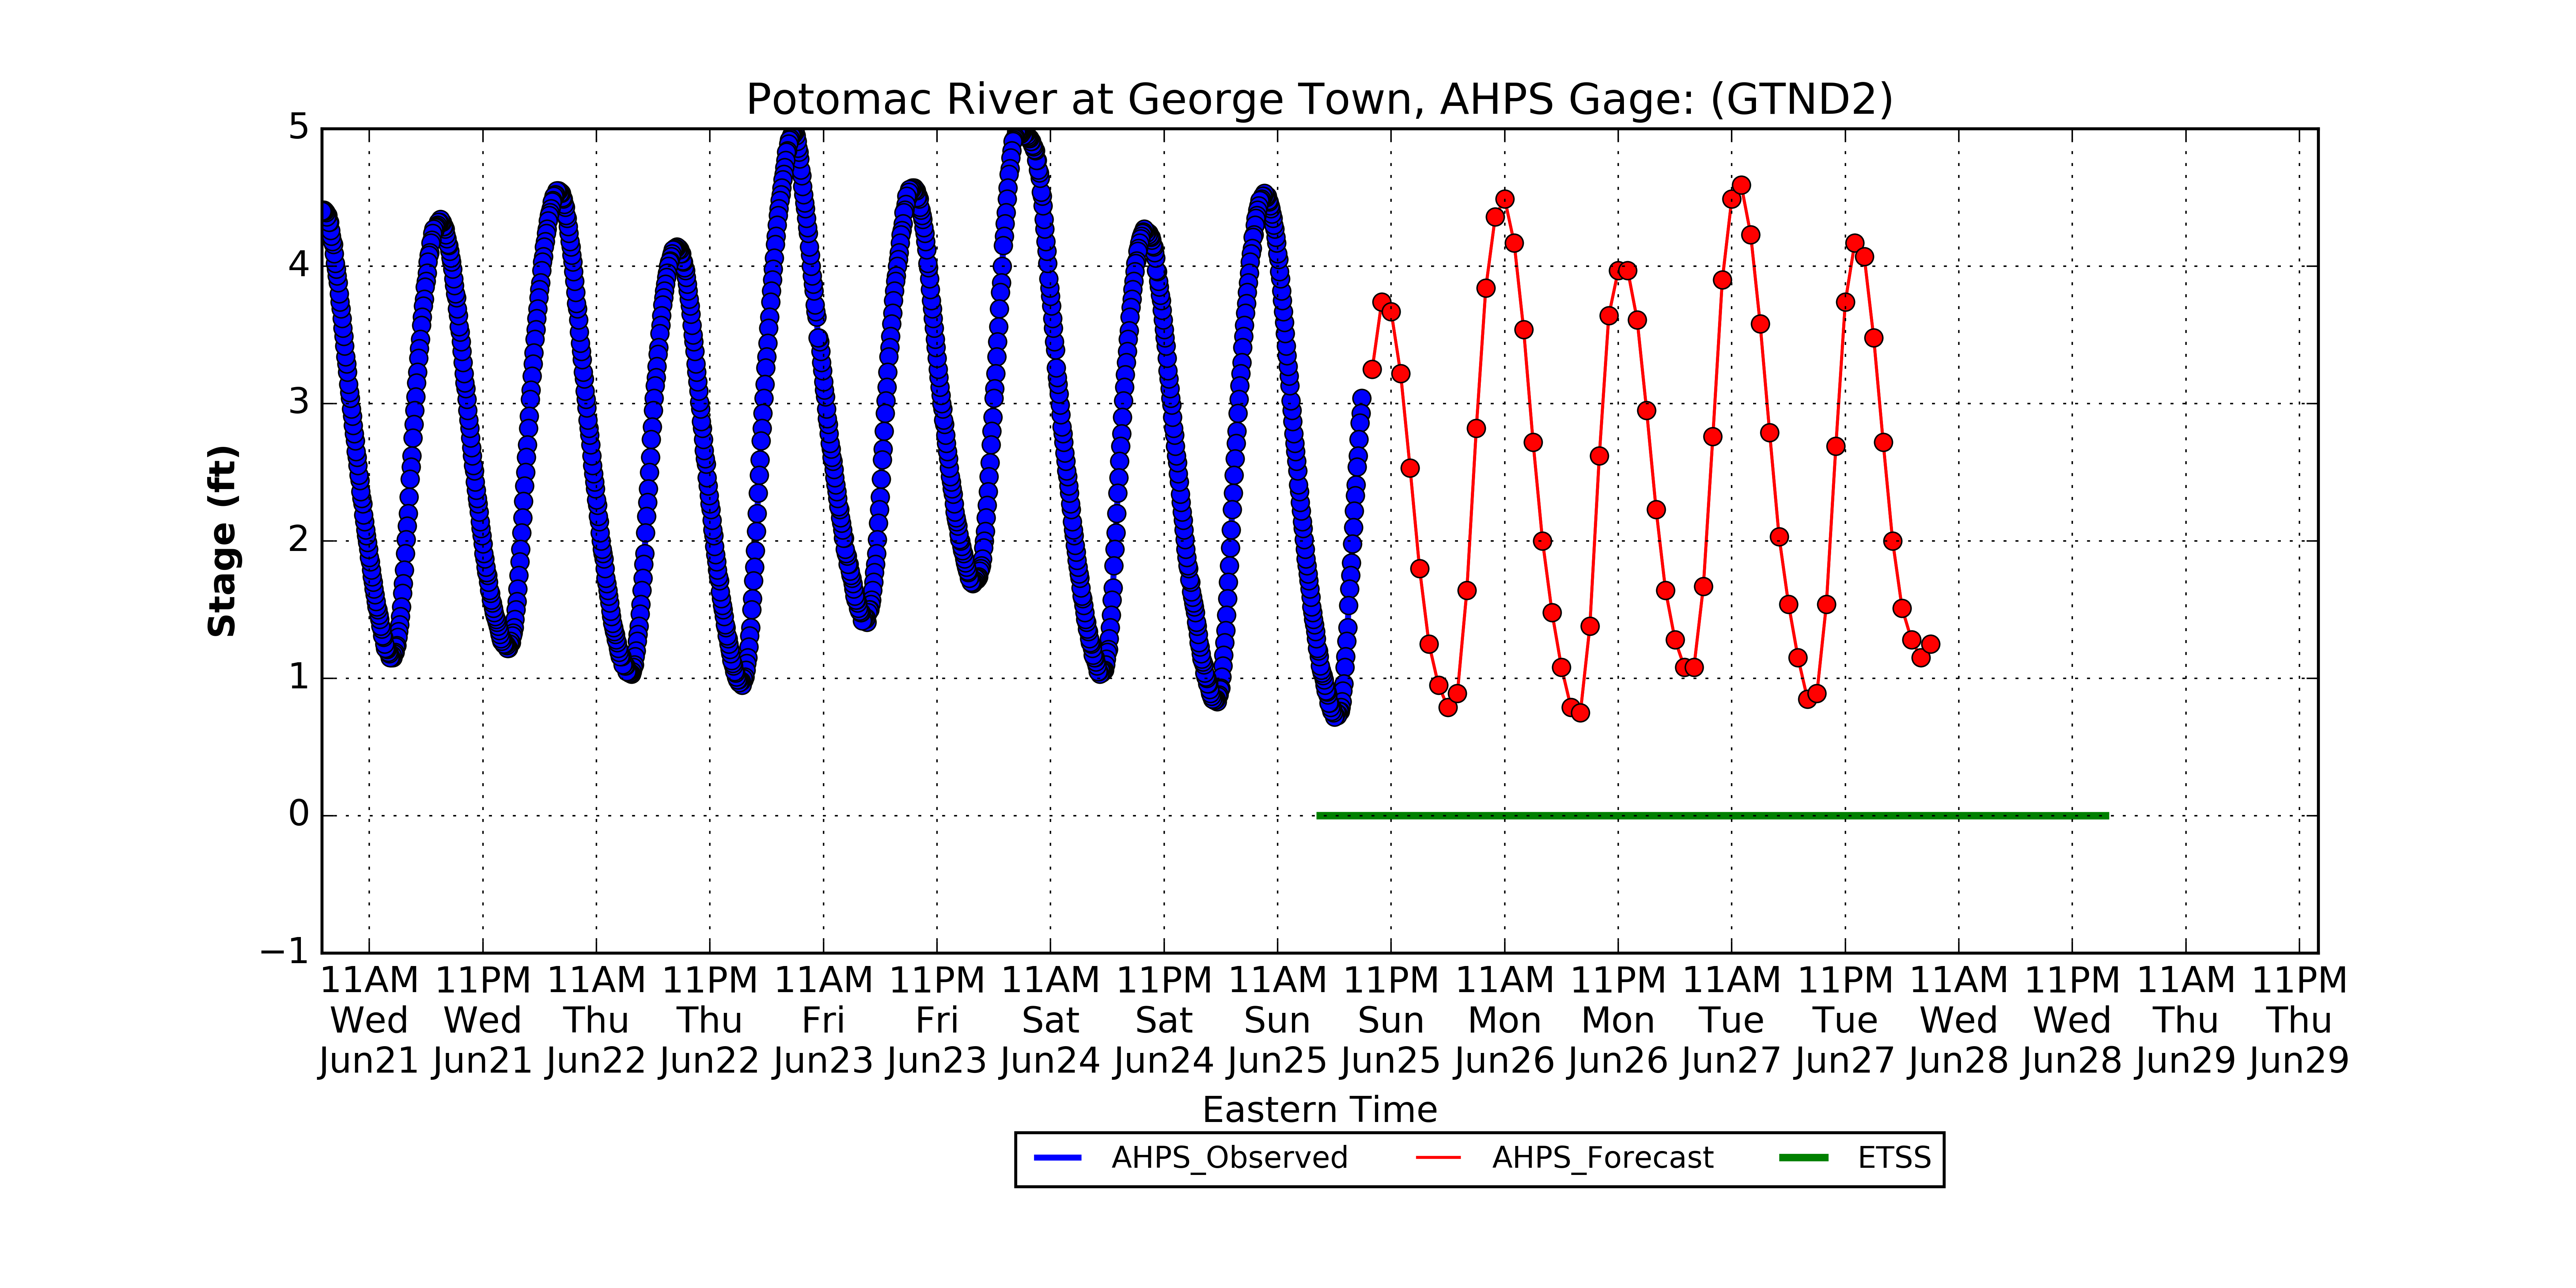 Potomac River at George Town, AHPS Gage: (GTND2)
5
4
3
2
1
0
−1
Stage (ft)
11AM 11PM 11AM 11PM 11AM 11PM 11AM 11PM 11AM 11PM 11AM 11PM 11AM 11PM 11AM 11PM 11AM 11PM
Wed Wed Thu Thu Fri Fri Sat Sat Sun Sun Mon Mon Tue Tue Wed Wed Thu Thu
Jun21 Jun21 Jun22 Jun22 Jun23 Jun23 Jun24 Jun24 Jun25 Jun25 Jun26 Jun26 Jun27 Jun27 Jun28 Jun28 Jun29 Jun29
Eastern Time
AHPS_Observed AHPS_Forecast ETSS